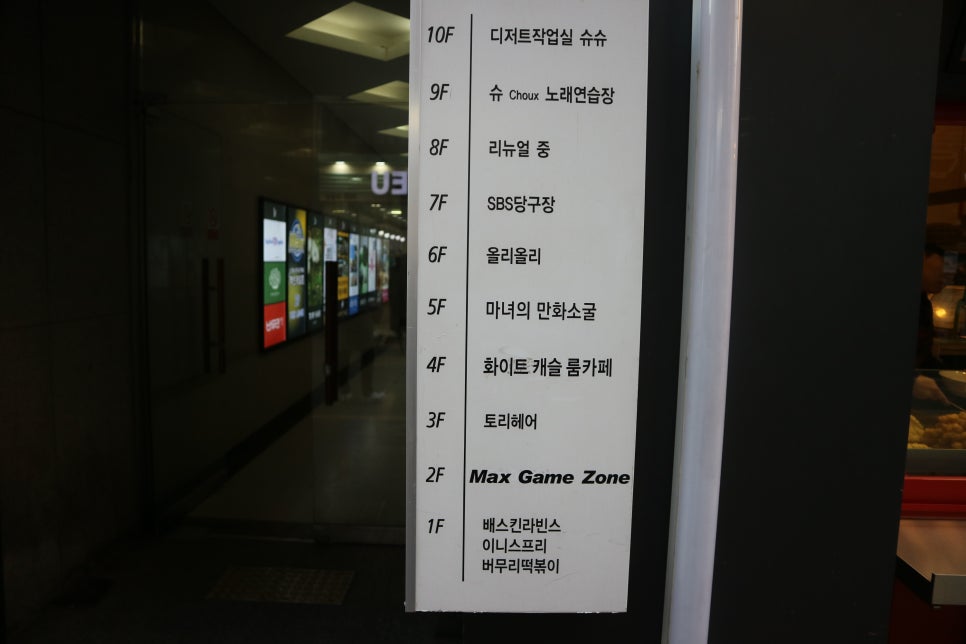 10F 디저트작업실 슈슈
9F 슈 Choux 노래연습장
8F 리뉴얼 중
7F SBS당구장
6F 올리올리
5F 마녀의 만화소굴
4F 화이트 캐슬 룸카페
3F 토리헤어
2F Max Game Zone
1F 배스킨라빈스
이니스프리
버무리떡볶이